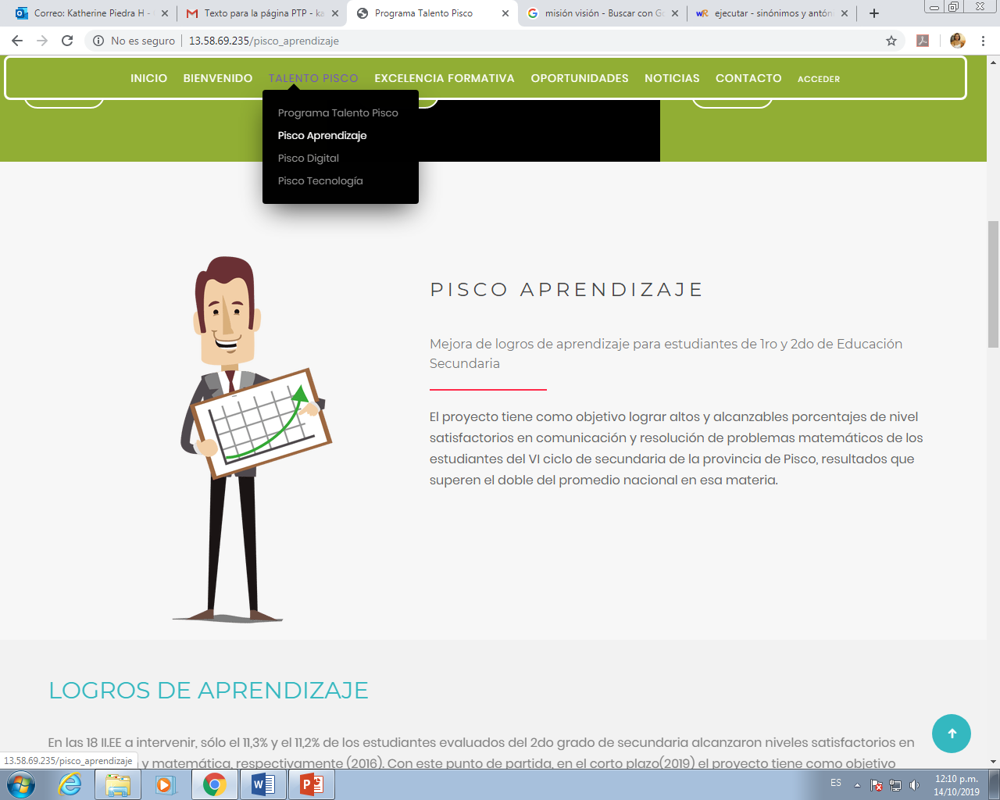 Correo: Katherine Piedra H -
Texto para la página PTP - ka
Programa Talento Pisco
misión visión - Buscar con Go
ejecutar - sinónimos y antón
No es seguro
13.58.69.235/pisco_aprendizaje
INICIO
BIENVENIDO
TALENTO PISCO
EXCELENCIA FORMATIVA
OPORTUNIDADES
NOTICIAS
CONTACTO
ACCEDER
Programa Talento Pisco
Pisco Aprendizaje
Pisco Digital
Pisco Tecnología
PISCO APRENDIZAJE
Mejora de logros de aprendizaje para estudiantes de 1ro y 2do de Educación
Secundaria
El proyecto tiene como objetivo lograr altos y alcanzables porcentajes de nivel
satisfactorios en comunicación y resolución de problemas matemáticos de los
estudiantes del VI ciclo de secundaria de la provincia de Pisco, resultados que
superen el doble del promedio nacional en esa materia.
LOGROS DE APRENDIZAJE
En las 18 II.EE a intervenir, sólo el 11,3% y el 11,2% de los estudiantes evaluados del 2do grado de secundaria alcanzaron niveles satisfactorios en
y matemática, respectivamente (2016). Con este punto de partida, en el corto plazo(2019) el proyecto tiene como objetivo
13.58.69.235/pisco_aprendizaje
ES
12:10 p.m.
14/10/2019